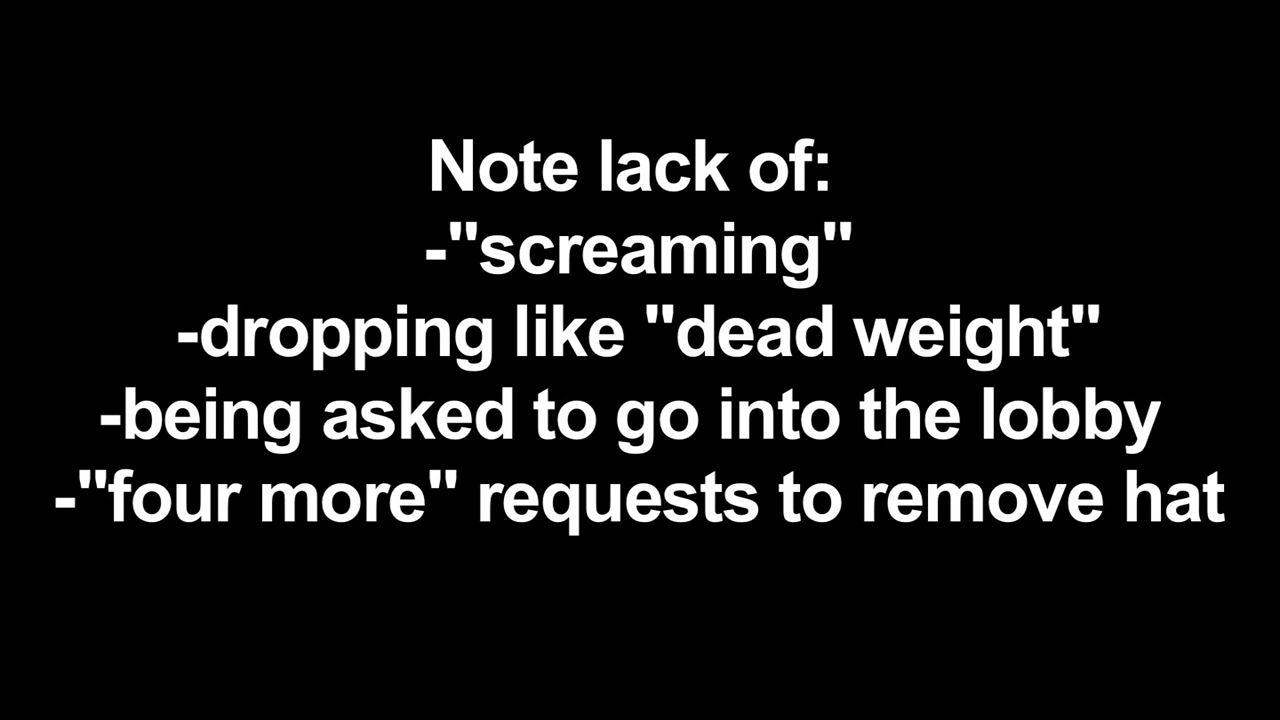 Note lack of:
-"screaming"
-dropping like "dead weight"
-being asked to go into the lobby
-"four more" requests to remove hat